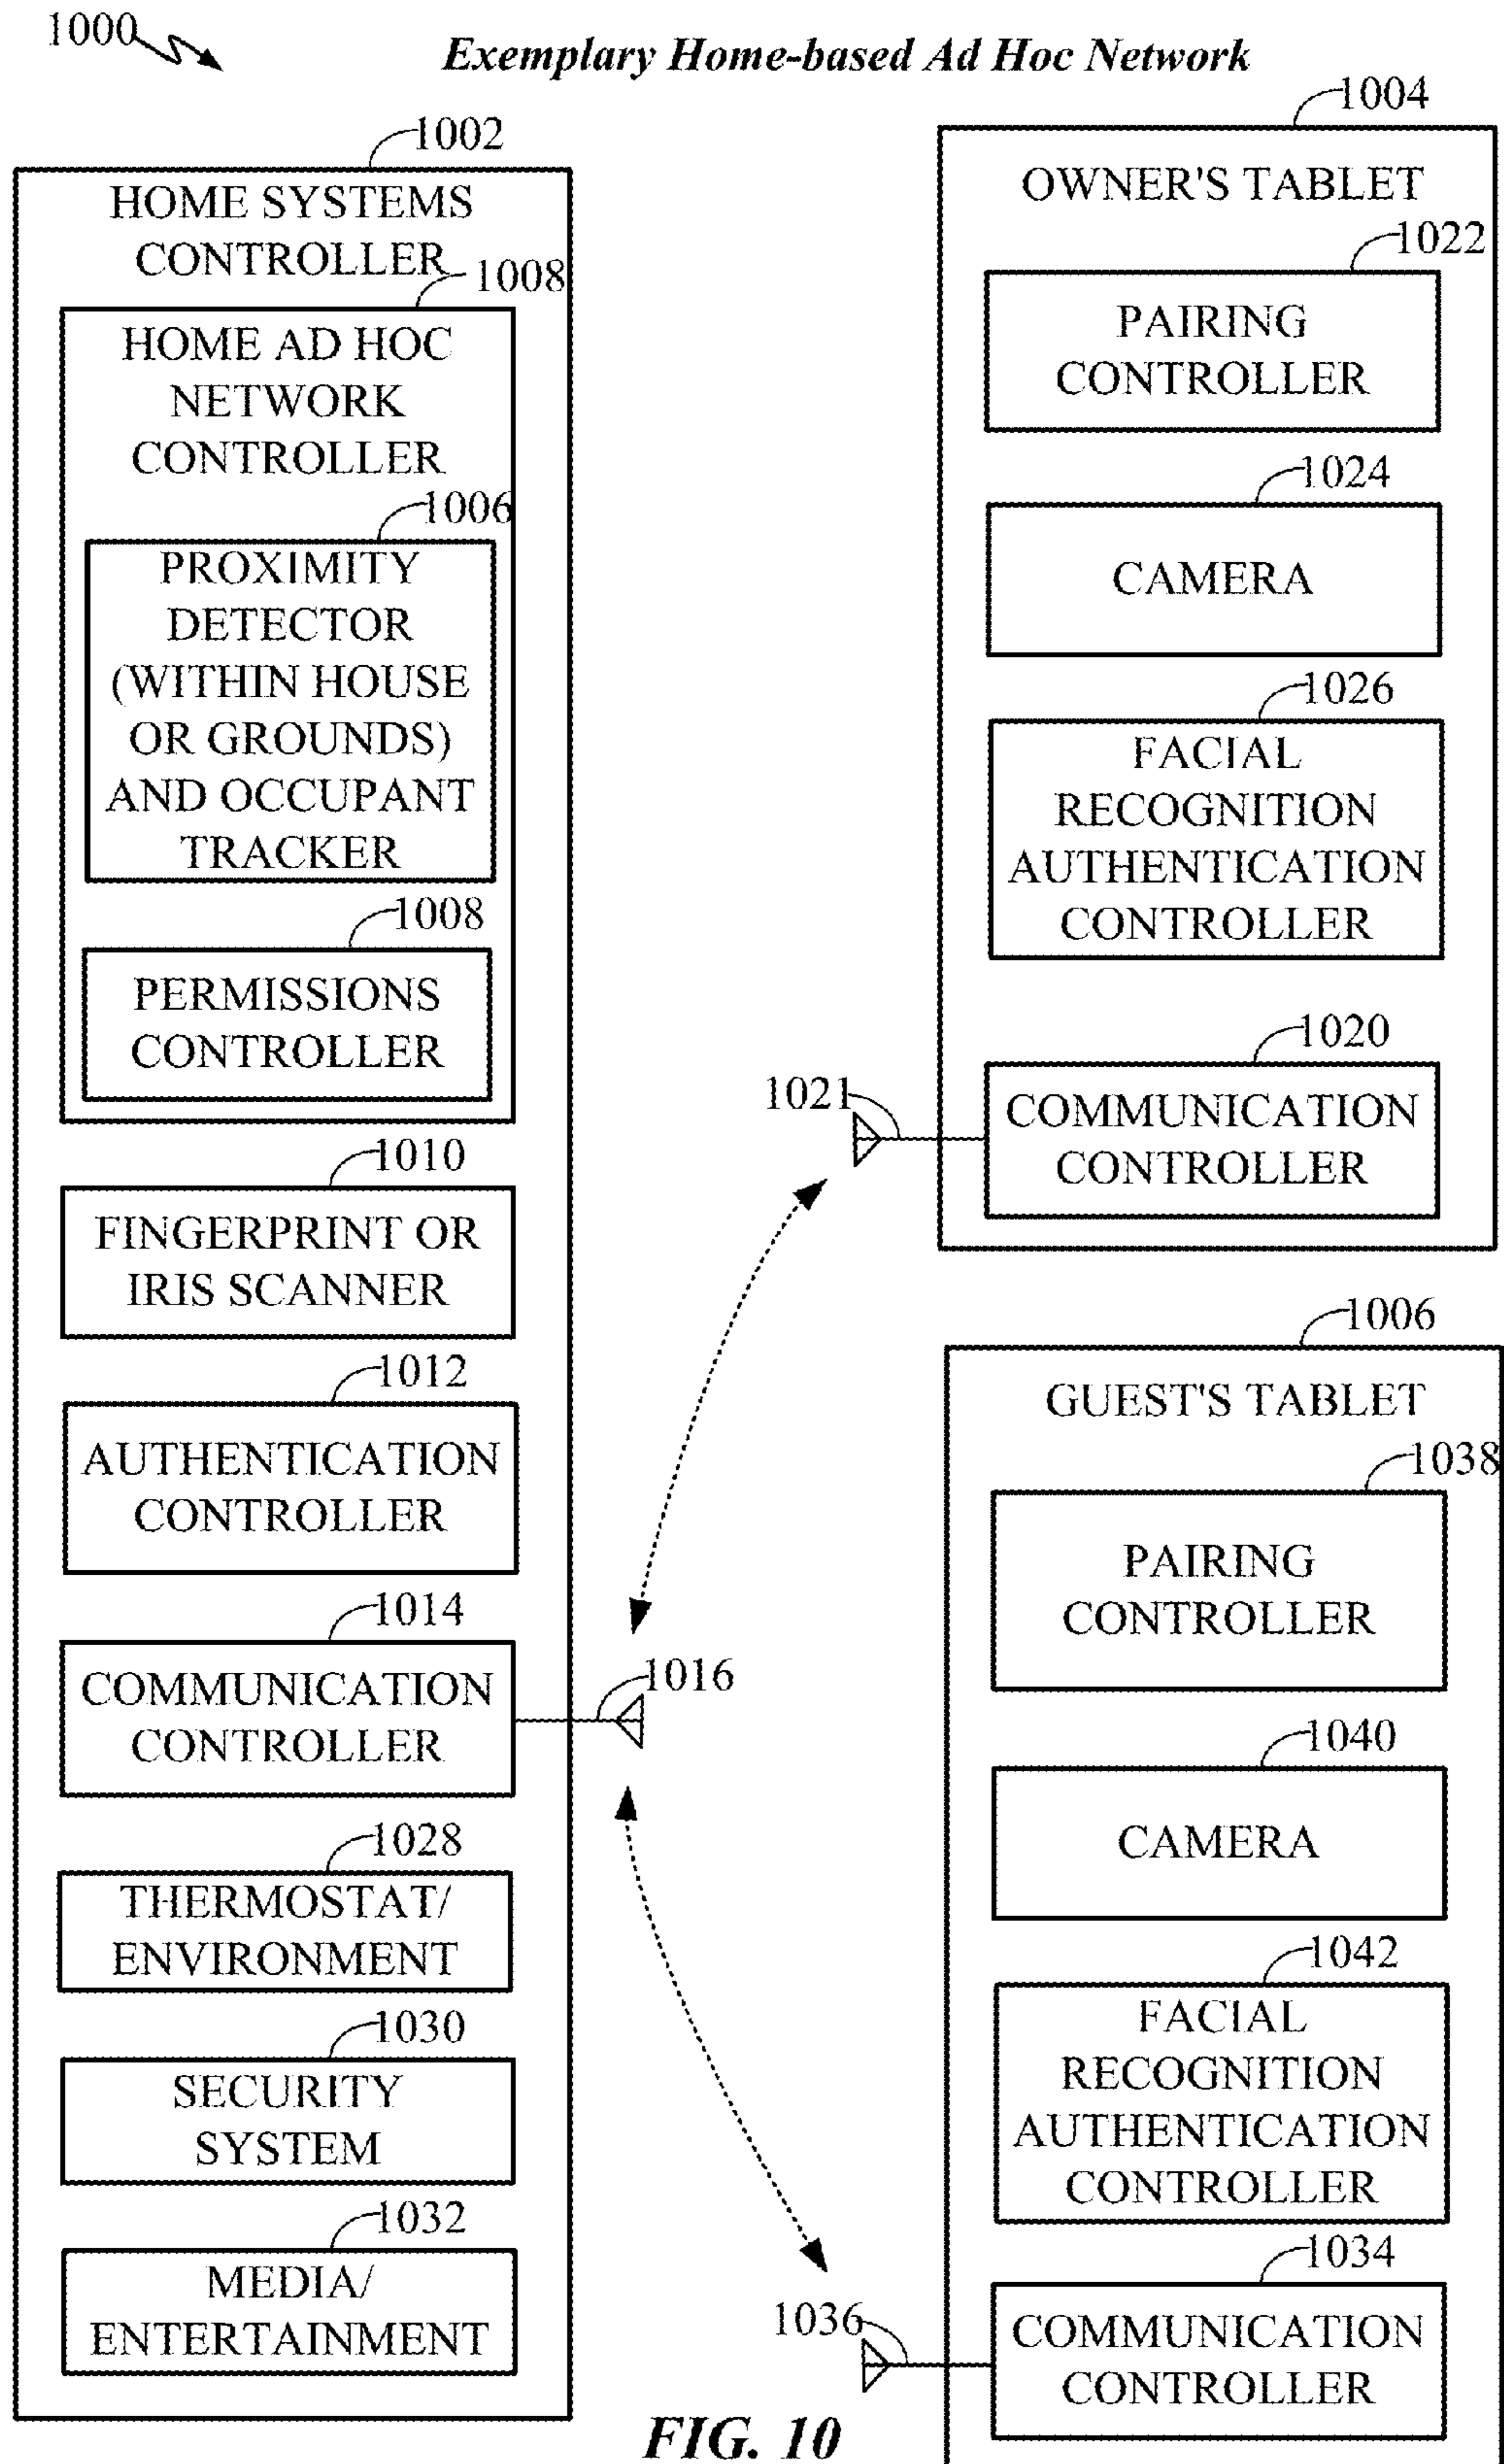 1000
Exemplary Home-based Ad Hoc Network
1002
HOME SYSTEMS
CONTROLLER
1008
HOME AD HOC
NETWORK
CONTROLLER
1006
PROXIMITY
DETECTOR
(WITHIN HOUSE
OR GROUNDS)
AND OCCUPANT
TRACKER
1008
PERMISSIONS
CONTROLLER
1010
FINGERPRINT OR
IRIS SCANNER
1012
AUTHENTICATION
CONTROLLER
1014
COMMUNICATION
CONTROLLER
1016
1028
THERMOSTAT/
ENVIRONMENT
1030
SECURITY
SYSTEM
1032
MEDIA/
ENTERTAINMENT
1004
OWNER'S TABLET
1022
PAIRING
CONTROLLER
1024
CAMERA
1026
FACIAL
RECOGNITION
AUTHENTICATION
CONTROLLER
1020
1021
COMMUNICATION
CONTROLLER
1006
GUEST'S TABLET
1038
PAIRING
CONTROLLER
1040
CAMERA
1042
FACIAL
RECOGNITION
AUTHENTICATION
CONTROLLER
1034
1036
COMMUNICATION
CONTROLLER
FIG. 10